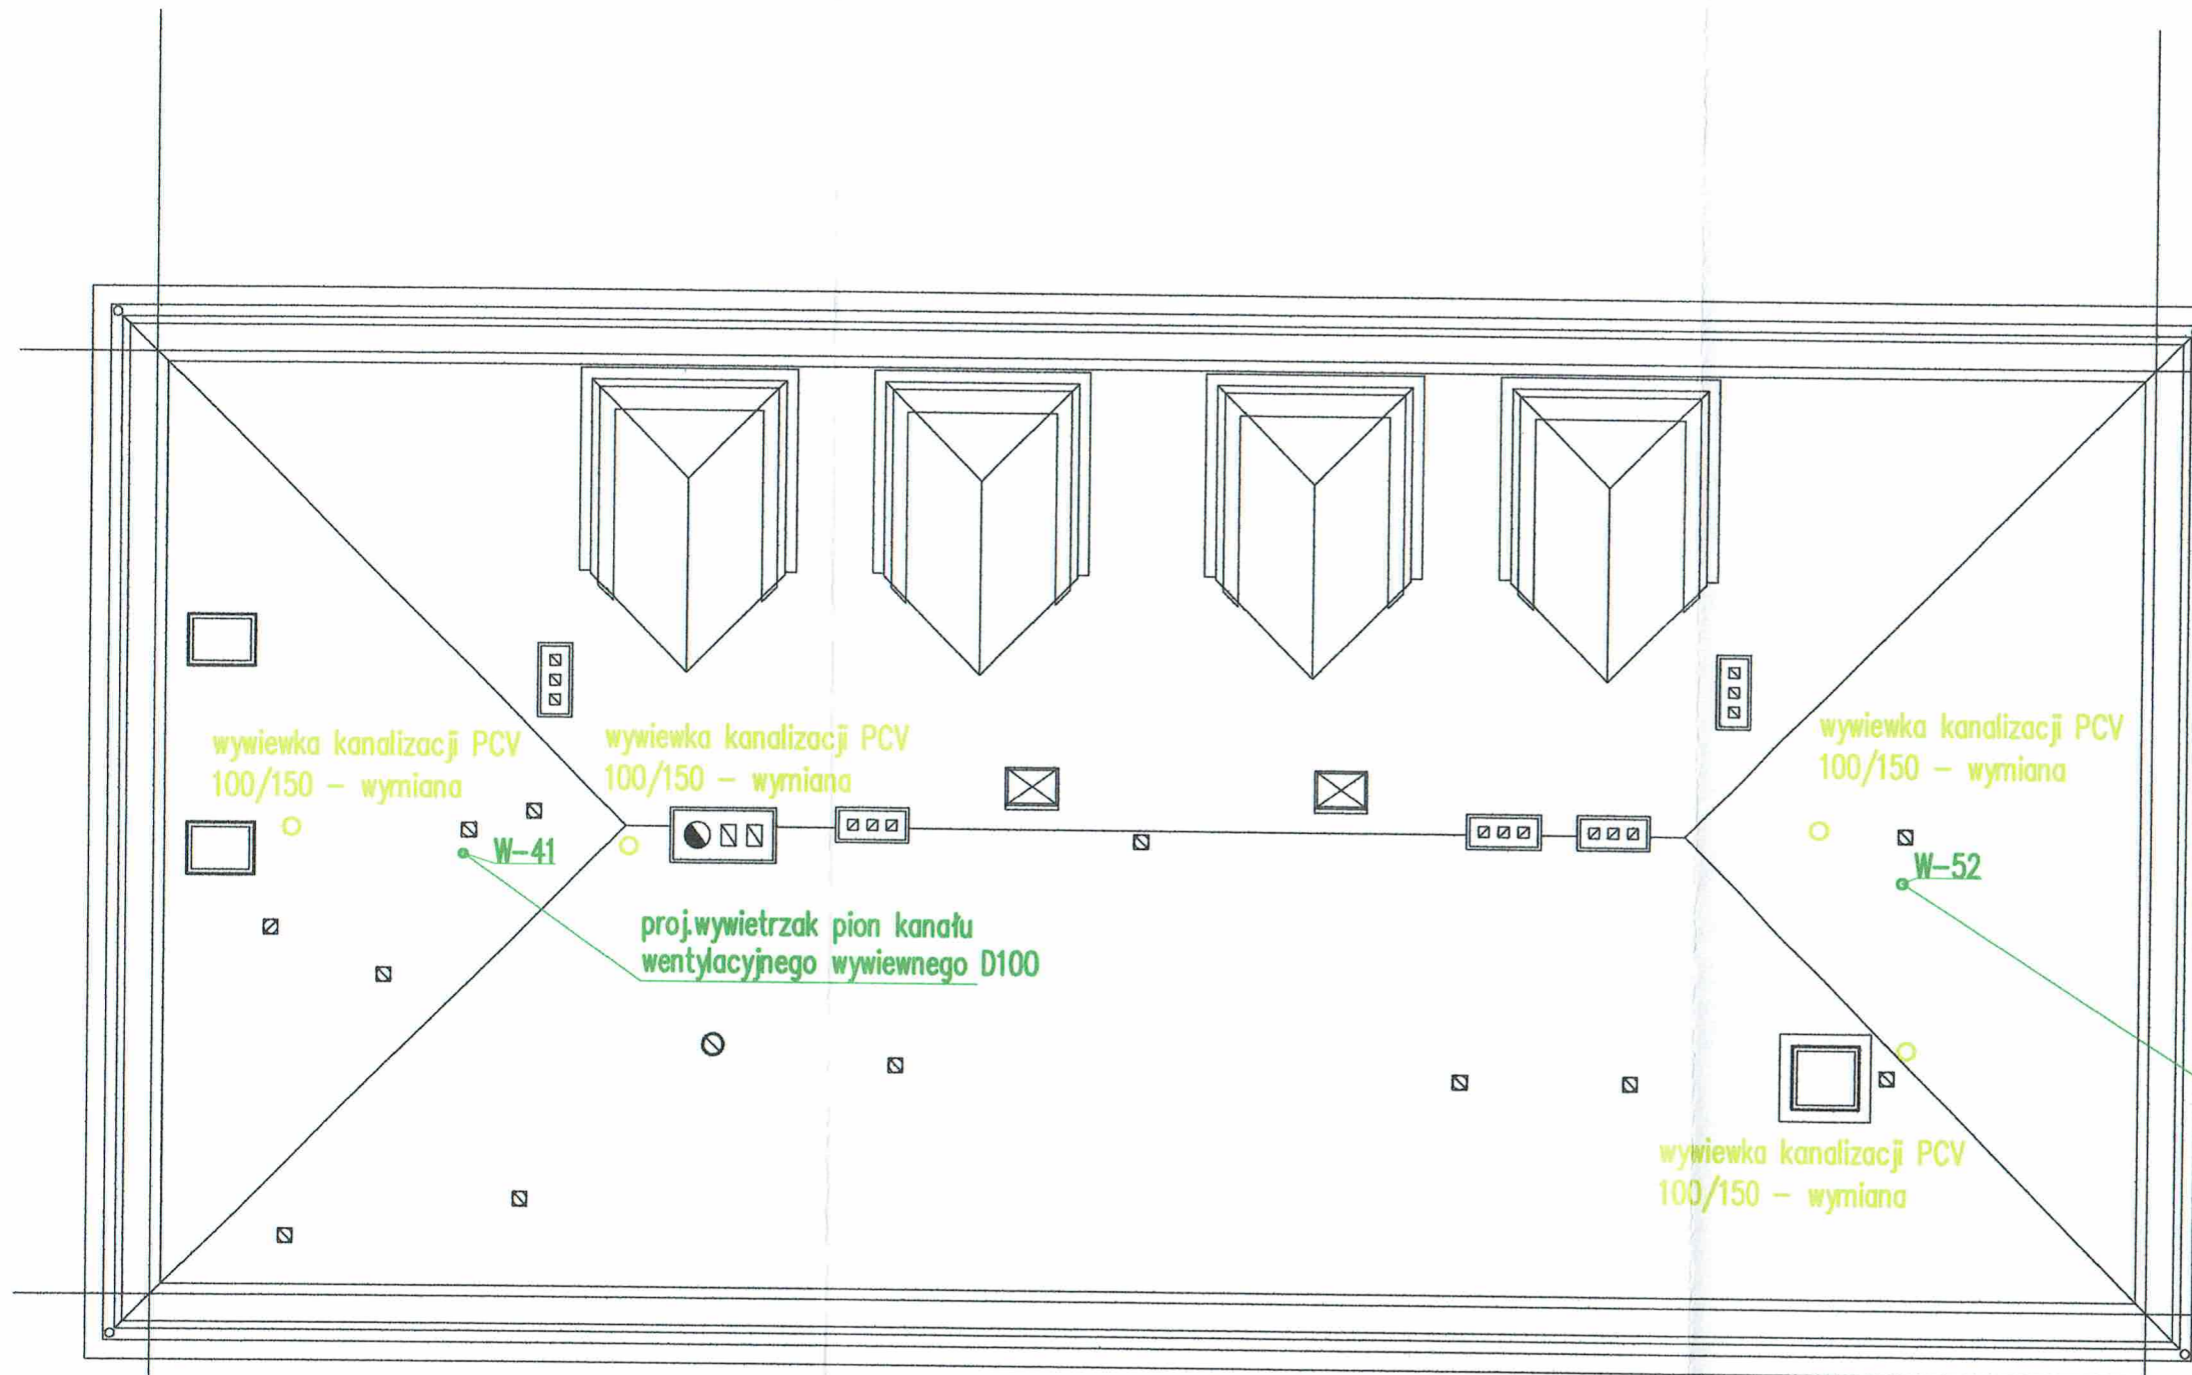 wywiewka kanalizacji PCV
100/150 – wymiana
wywiewka kanalizacji PCV
100/150 – wymiana
wywiewka kanalizacji PCV
100/150 – wymiana
W-41
W-52
proj.wywietrzak pion kanału
wentylacyjnego wywiewnego D100
wywiewka kanalizacji PCV
100/150 – wymiana